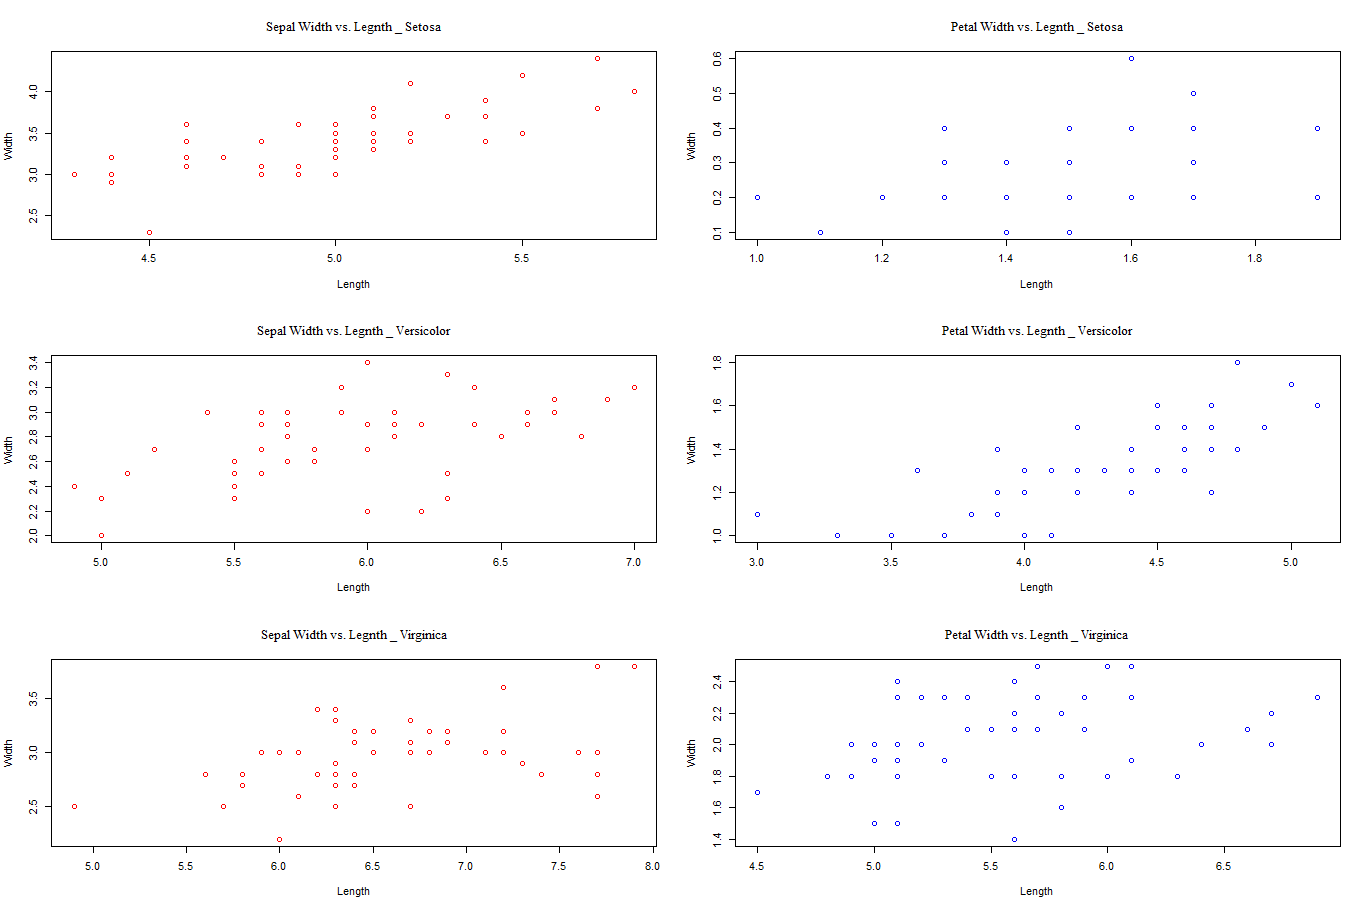 Sepal Width vs. Legnth _ Setosa
Width
4.0
3.5
3.0
2.5
4.5 5.0 5.5
Length
Petal Width vs. Legnth _ Setosa
Width
0.6
0.5
0.4
0.3
0.2
0.1
1.0 1.2 1.4 1.6 1.8
Length
Sepal Width vs. Legnth _ Versicolor
Width
3.4
3.2
3.0
2.8
2.6
2.4
2.2
2.0
5.0 5.5 6.0 6.5 7.0
Length
Petal Width vs. Legnth _ Versicolor
Width
1.8
1.6
1.4
1.2
1.0
3.0 3.5 4.0 4.5 5.0
Length
Sepal Width vs. Legnth _ Virginica
Width
3.5
3.0
2.5
5.0 5.5 6.0 6.5 7.0 7.5 8.0
Length
Petal Width vs. Legnth _ Virginica
Width
2.4
2.2
2.0
1.8
1.6
1.4
4.5 5.0 5.5 6.0 6.5
Length